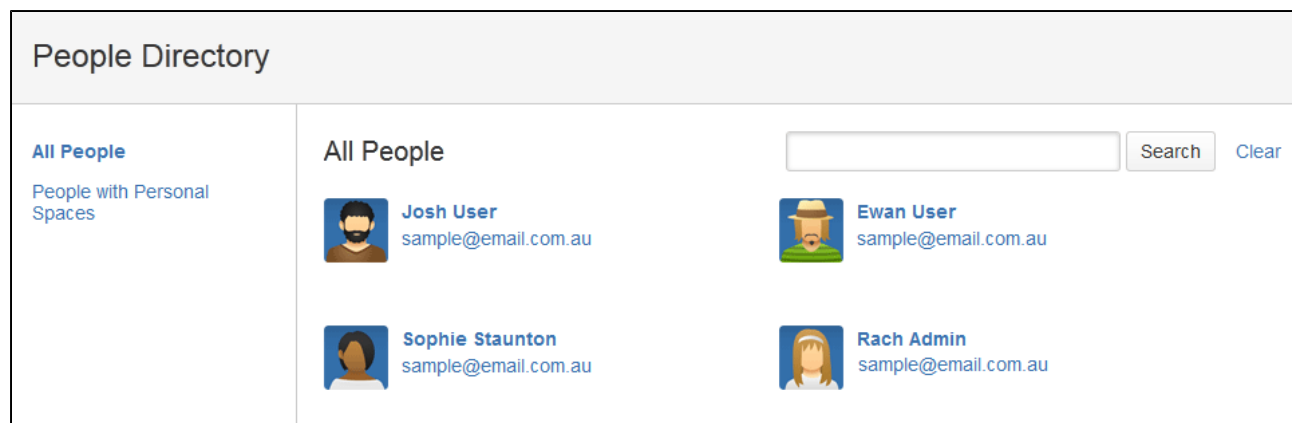 People Directory
All People
People with Personal
Spaces
All People
Search
Clear
Josh User
sample@email.com.au
Ewan User
sample@email.com.au
Sophie Staunton
sample@email.com.au
Rach Admin
sample@email.com.au